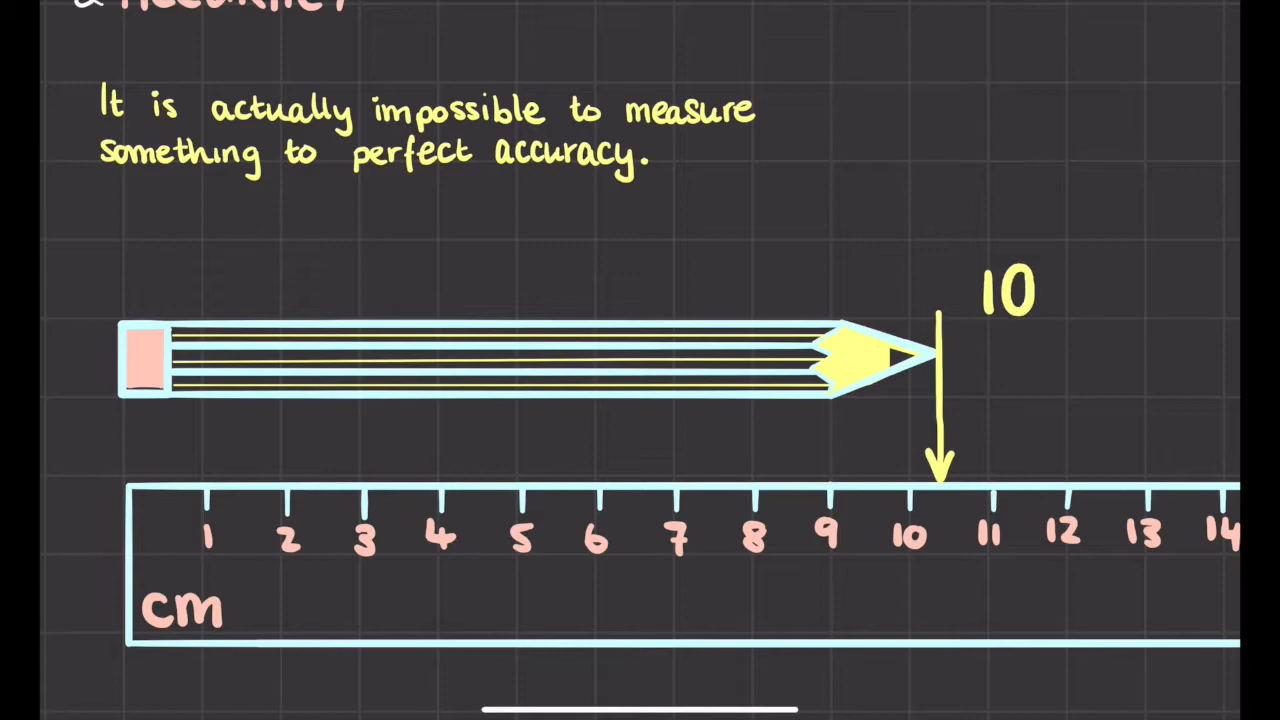 It is actually impossible to measure
something to perfect accuracy.
10
1 2 3 4 5 6 7 8 9 10 11 12 13 14
cm